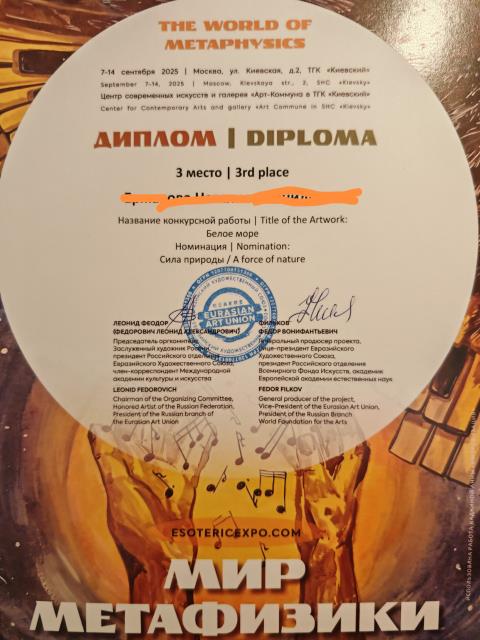 THE WORLD OF
METAPHYSICS
7-14 сентября 2025 | Москва, ул. Киевская, д.2, ТГК «Киевский»
September 7-14, 2025 | Moscow, Kievskaya str., 2, SHC «Kievsky»
Центр современных искусств и галерея «Арт-Коммуна в ТГК «Киевский»
Center for Contemporary Arts and gallery «Art Commune in SHC «Kievsky»
ДИПЛОМ | DIPLOMA
3 место | 3rd place
Название конкурсной работы | Title of the Artwork:
Белое море
Номинация | Nomination:
Сила природы / A force of nature
EURASIAN
ART UNION
ЛЕОНИД ФЕДОР
(ФЕДОРОВИЧ ЛЕОНИД АЛЕКСАНДРОВИЧ)
Председатель оргкомитета,
Заслуженный художник Рос
президент Российского отделе
Евразийского Художественного С
член-корреспондент Международной
академии культуры и искусства
LEONID FEDOROVICH
Chairman of the Organizing Committee,
Honored Artist of the Russian Federation,
President of the Russian branch of
the Eurasian Art Union
ФИЛЬКОВ
ФЕДОР БОНИФАНТЬЕВИЧ
Генеральный продюсер проекта,
Вице-президент Евразийского
Художественного Союза,
президент Российского отделения
Всемирного Фонда Искусств, академик
Европейской академии естественных наук
FEDOR FILKOV
General producer of the project,
Vice-President of the Eurasian Art Union,
President of the Russian Branch
World Foundation for the Arts
ESOTERICEXPO.COM
МИР
МЕТАФИЗИКИ